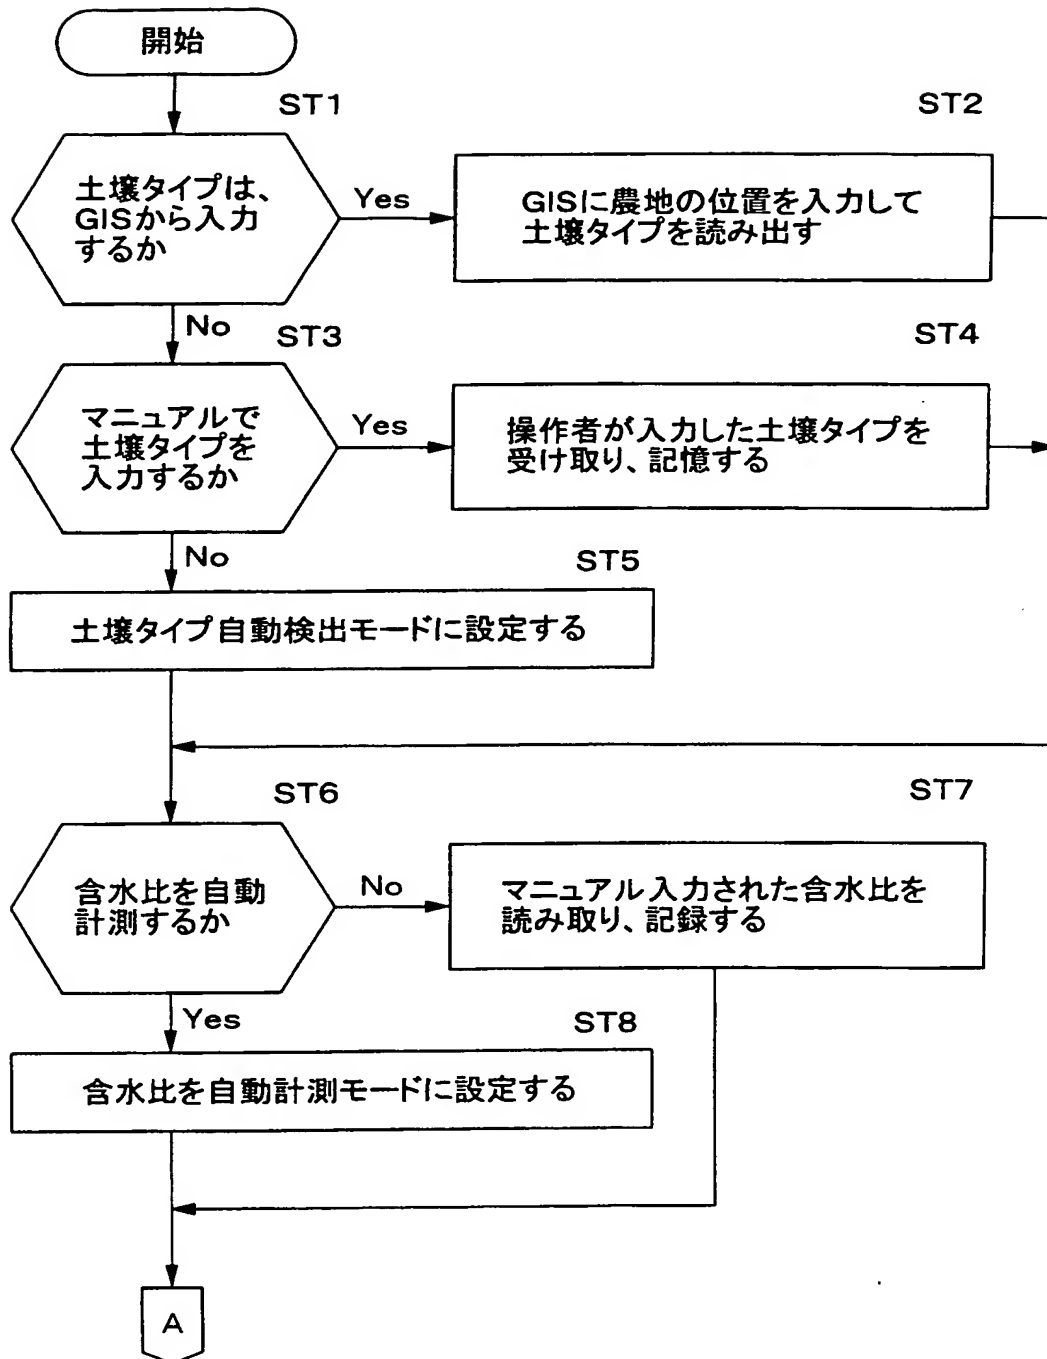 開始
ST1
土壌タイプは、
GISから入力
するか
Yes
ST2
GISに農地の位置を入力して
土壌タイプを読み出す
No
ST3
マニュアルで
土壌タイプを
入力するか
Yes
ST4
操作者が入力した土壌タイプを
受け取り、記憶する
No
ST5
土壌タイプ自動検出モードに設定する
ST6
含水比を自動
計測するか
No
ST7
マニュアル入力された含水比を
読み取り、記録する
Yes
ST8
含水比を自動計測モードに設定する
A